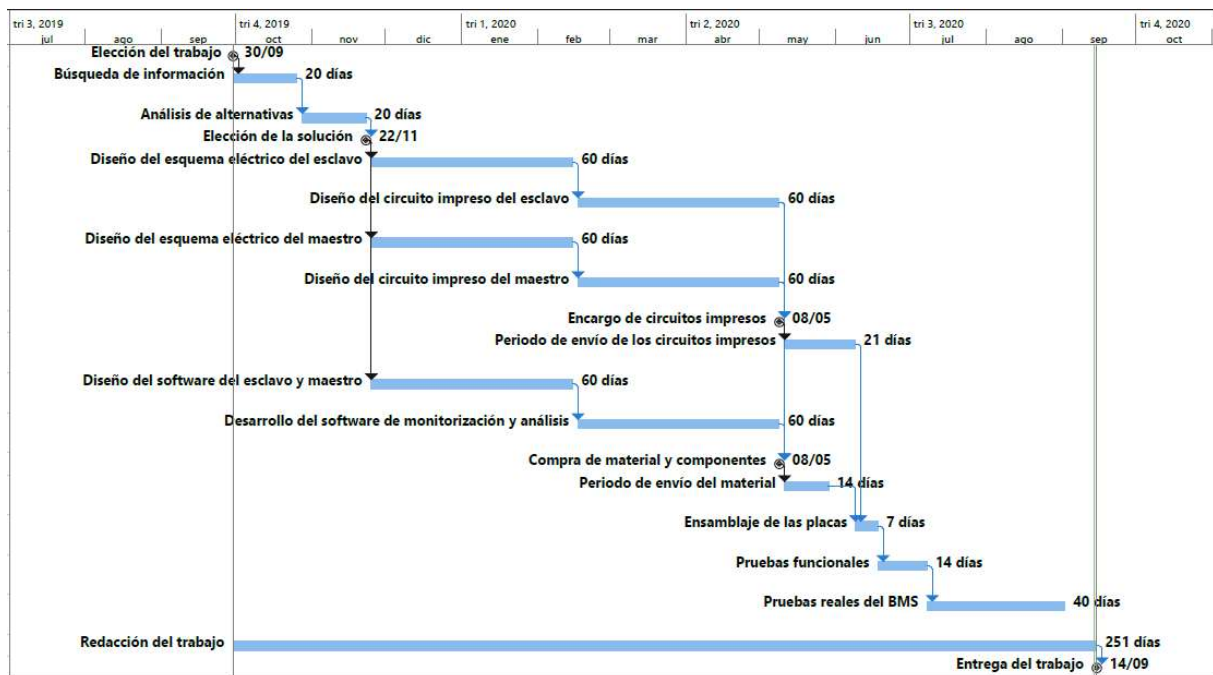 tri 3, 2019 tri 4, 2019 tri 1, 2020 tri 2, 2020 tri 3, 2020 tri 4, 2020
jul ago sep oct nov dic ene feb mar abr may jun jul ago sep oct
Elección del trabajo 30/09
Búsqueda de información 20 días
Análisis de alternativas 20 días
Elección de la solución 22/11
Diseño del esquema eléctrico del esclavo 60 días
Diseño del circuito impreso del esclavo 60 días
Diseño del esquema eléctrico del maestro 60 días
Diseño del circuito impreso del maestro 60 días
Encargo de circuitos impresos 08/05
Periodo de envío de los circuitos impresos 21 días
Diseño del software del esclavo y maestro 60 días
Desarrollo del software de monitorización y análisis 60 días
Compra de material y componentes 08/05
Periodo de envío del material 14 días
Ensamblaje de las placas 7 días
Pruebas funcionales 14 días
Pruebas reales del BMS 40 días
Redacción del trabajo 251 días
Entrega del trabajo 14/09